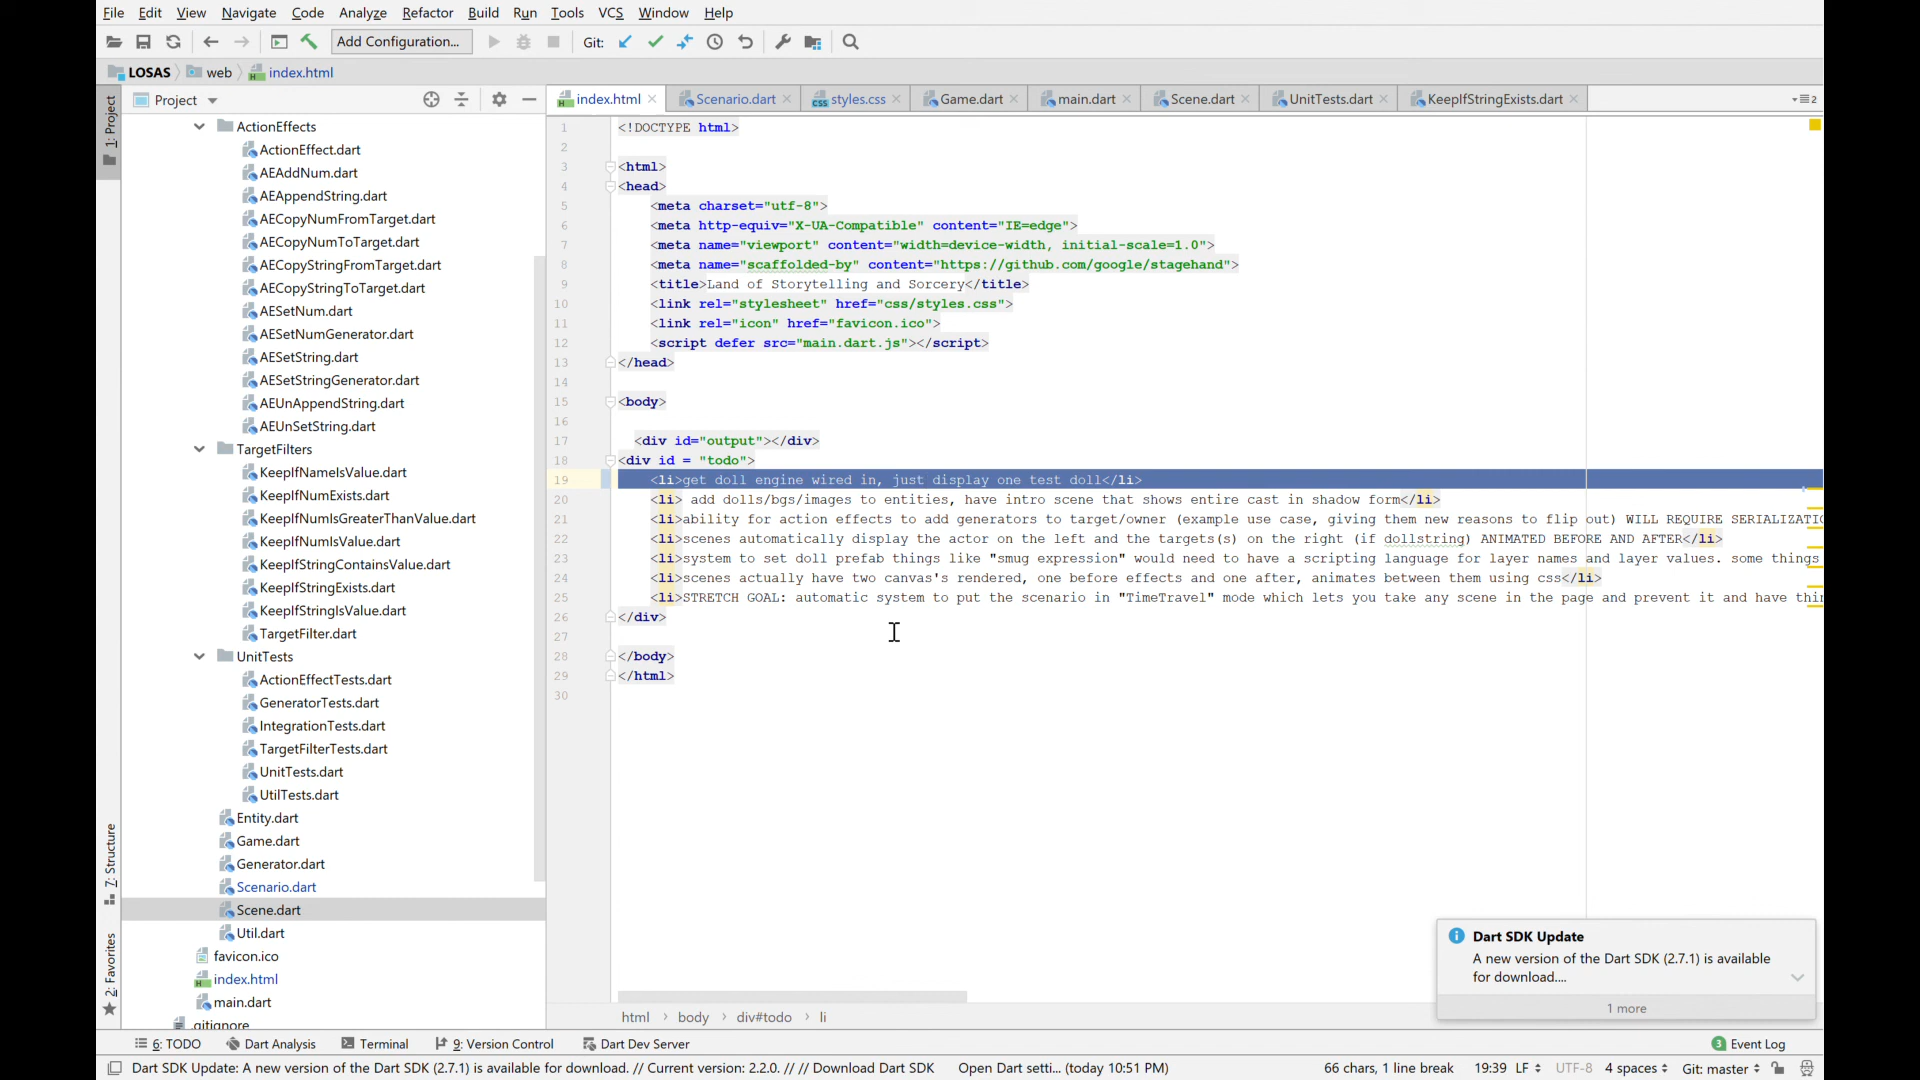 File Edit View Navigate Code Analyze Refactor Build Run Tools VCS Window Help
Add Configuration... Git:
LOSAS web index.html
1: Project
Project
index.html Scenario.dart styles.css Game.dart main.dart Scene.dart UnitTests.dart KeepIfStringExists.dart 2
ActionEffects
ActionEffect.dart
AEAddNum.dart
AEAppendString.dart
AECopyNumFromTarget.dart
AECopyNumToTarget.dart
AECopyStringFromTarget.dart
AECopyStringToTarget.dart
AESetNum.dart
AESetNumGenerator.dart
AESetString.dart
AESetStringGenerator.dart
AEUnAppendString.dart
AEUnSetString.dart
TargetFilters
KeepIfNameIsValue.dart
KeepIfNumExists.dart
KeepIfNumIsGreaterThanValue.dart
KeepIfNumIsValue.dart
KeepIfStringContainsValue.dart
KeepIfStringExists.dart
KeepIfStringIsValue.dart
TargetFilter.dart
UnitTests
ActionEffectTests.dart
GeneratorTests.dart
IntegrationTests.dart
TargetFilterTests.dart
UnitTests.dart
UtilTests.dart
Entity.dart
Game.dart
Generator.dart
Scenario.dart
Scene.dart
Util.dart
favicon.ico
index.html
main.dart
.gitignore
7: Structure
2: Favorites
1 <!DOCTYPE html>
2
3 <html>
4 <head>
5 <meta charset="utf-8">
6 <meta http-equiv="X-UA-Compatible" content="IE=edge">
7 <meta name="viewport" content="width=device-width, initial-scale=1.0">
8 <meta name="scaffolded-by" content="https://github.com/google/stagehand">
9 <title>Land of Storytelling and Sorcery</title>
10 <link rel="stylesheet" href="css/styles.css">
11 <link rel="icon" href="favicon.ico">
12 <script defer src="main.dart.js"></script>
13 </head>
14
15 <body>
16
17 <div id="output"></div>
18 <div id = "todo">
19 <li>get doll engine wired in, just display one test doll</li>
20 <li> add dolls/bgs/images to entities, have intro scene that shows entire cast in shadow form</li>
21 <li>ability for action effects to add generators to target/owner (example use case, giving them new reasons to flip out) WILL REQUIRE SERIALIZATIO
22 <li>scenes automatically display the actor on the left and the targets(s) on the right (if dollstring) ANIMATED BEFORE AND AFTER</li>
23 <li>system to set doll prefab things like "smug expression" would need to have a scripting language for layer names and layer values. some things
24 <li>scenes actually have two canvas's rendered, one before effects and one after, animates between them using css</li>
25 <li>STRETCH GOAL: automatic system to put the scenario in "TimeTravel" mode which lets you take any scene in the page and prevent it and have thi
26 </div>
27
28 </body>
29 </html>
30
Dart SDK Update
A new version of the Dart SDK (2.7.1) is available
for download....
1 more
html body div#todo li
6: TODO Dart Analysis Terminal 9: Version Control Dart Dev Server 3 Event Log
Dart SDK Update: A new version of the Dart SDK (2.7.1) is available for download. // Current version: 2.2.0. // // Download Dart SDK Open Dart setti... (today 10:51 PM) 66 chars, 1 line break 19:39 LF UTF-8 4 spaces Git: master